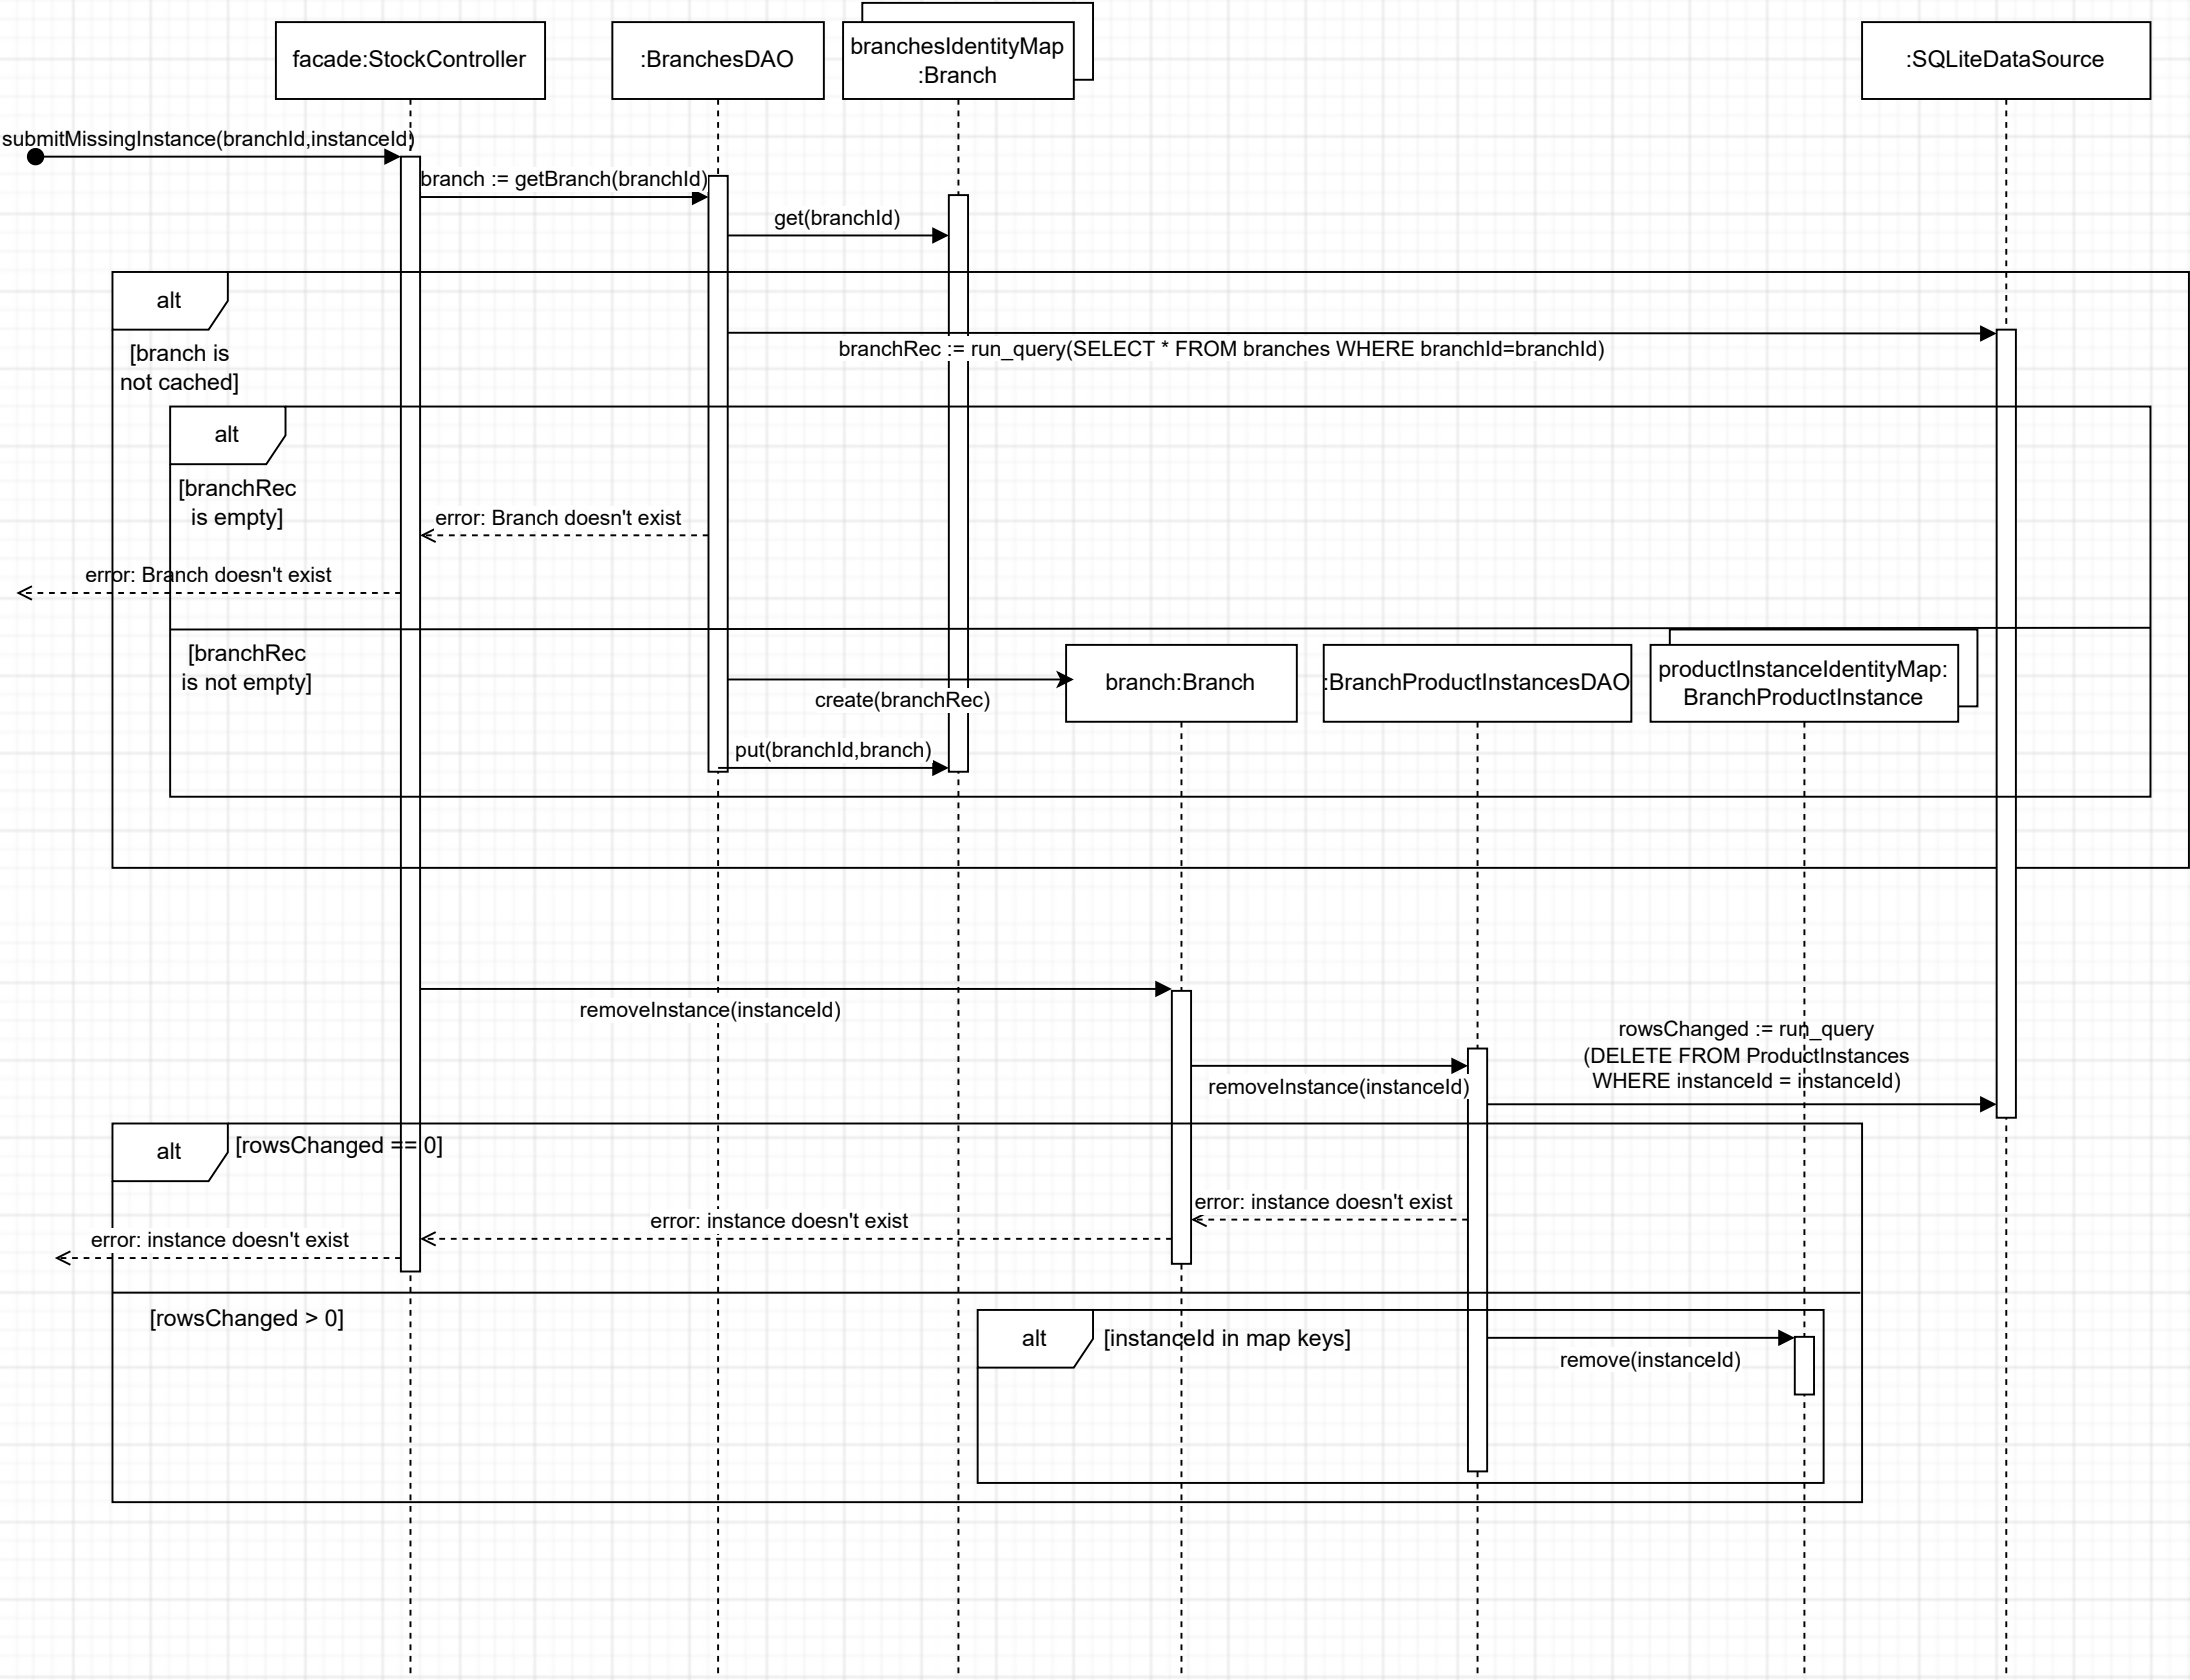 facade:StockController
:BranchesDAO
branchesIdentityMap
:Branch
:SQLiteDataSource
submitMissingInstance(branchId,instanceId)
branch := getBranch(branchId)
get(branchId)
alt
[branch is
not cached]
branchRec := run_query(SELECT * FROM branches WHERE branchId=branchId)
alt
[branchRec
is empty]
error: Branch doesn't exist
error: Branch doesn't exist
[branchRec
is not empty]
create(branchRec)
branch:Branch
:BranchProductInstancesDAO
productInstanceIdentityMap:
BranchProductInstance
put(branchId,branch)
removeInstance(instanceId)
removeInstance(instanceId)
rowsChanged := run_query
(DELETE FROM ProductInstances
WHERE instanceId = instanceId)
alt
[rowsChanged == 0]
error: instance doesn't exist
error: instance doesn't exist
error: instance doesn't exist
[rowsChanged > 0]
alt
[instanceId in map keys]
remove(instanceId)